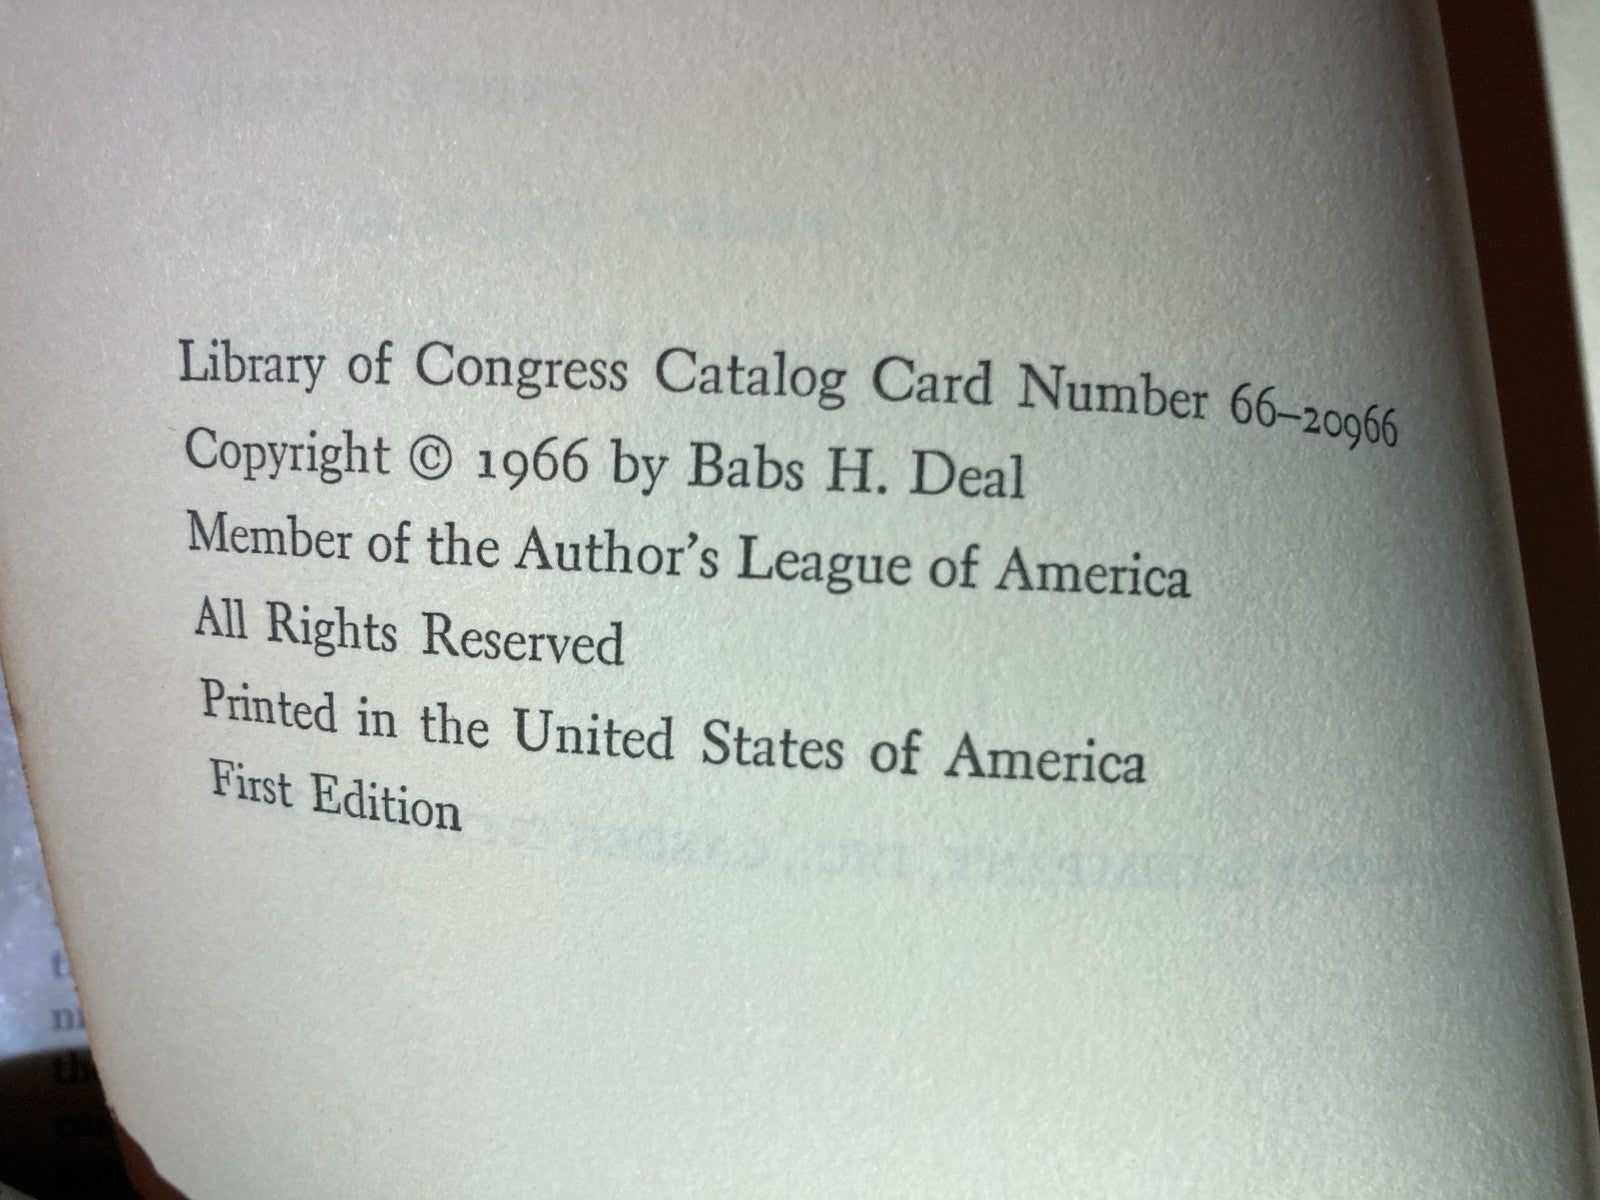 Library of Congress Catalog Card Number 66–20966
Copyright © 1966 by Babs H. Deal
Member of the Author's League of America
All Rights Reserved
Printed in the United States of America
First Edition